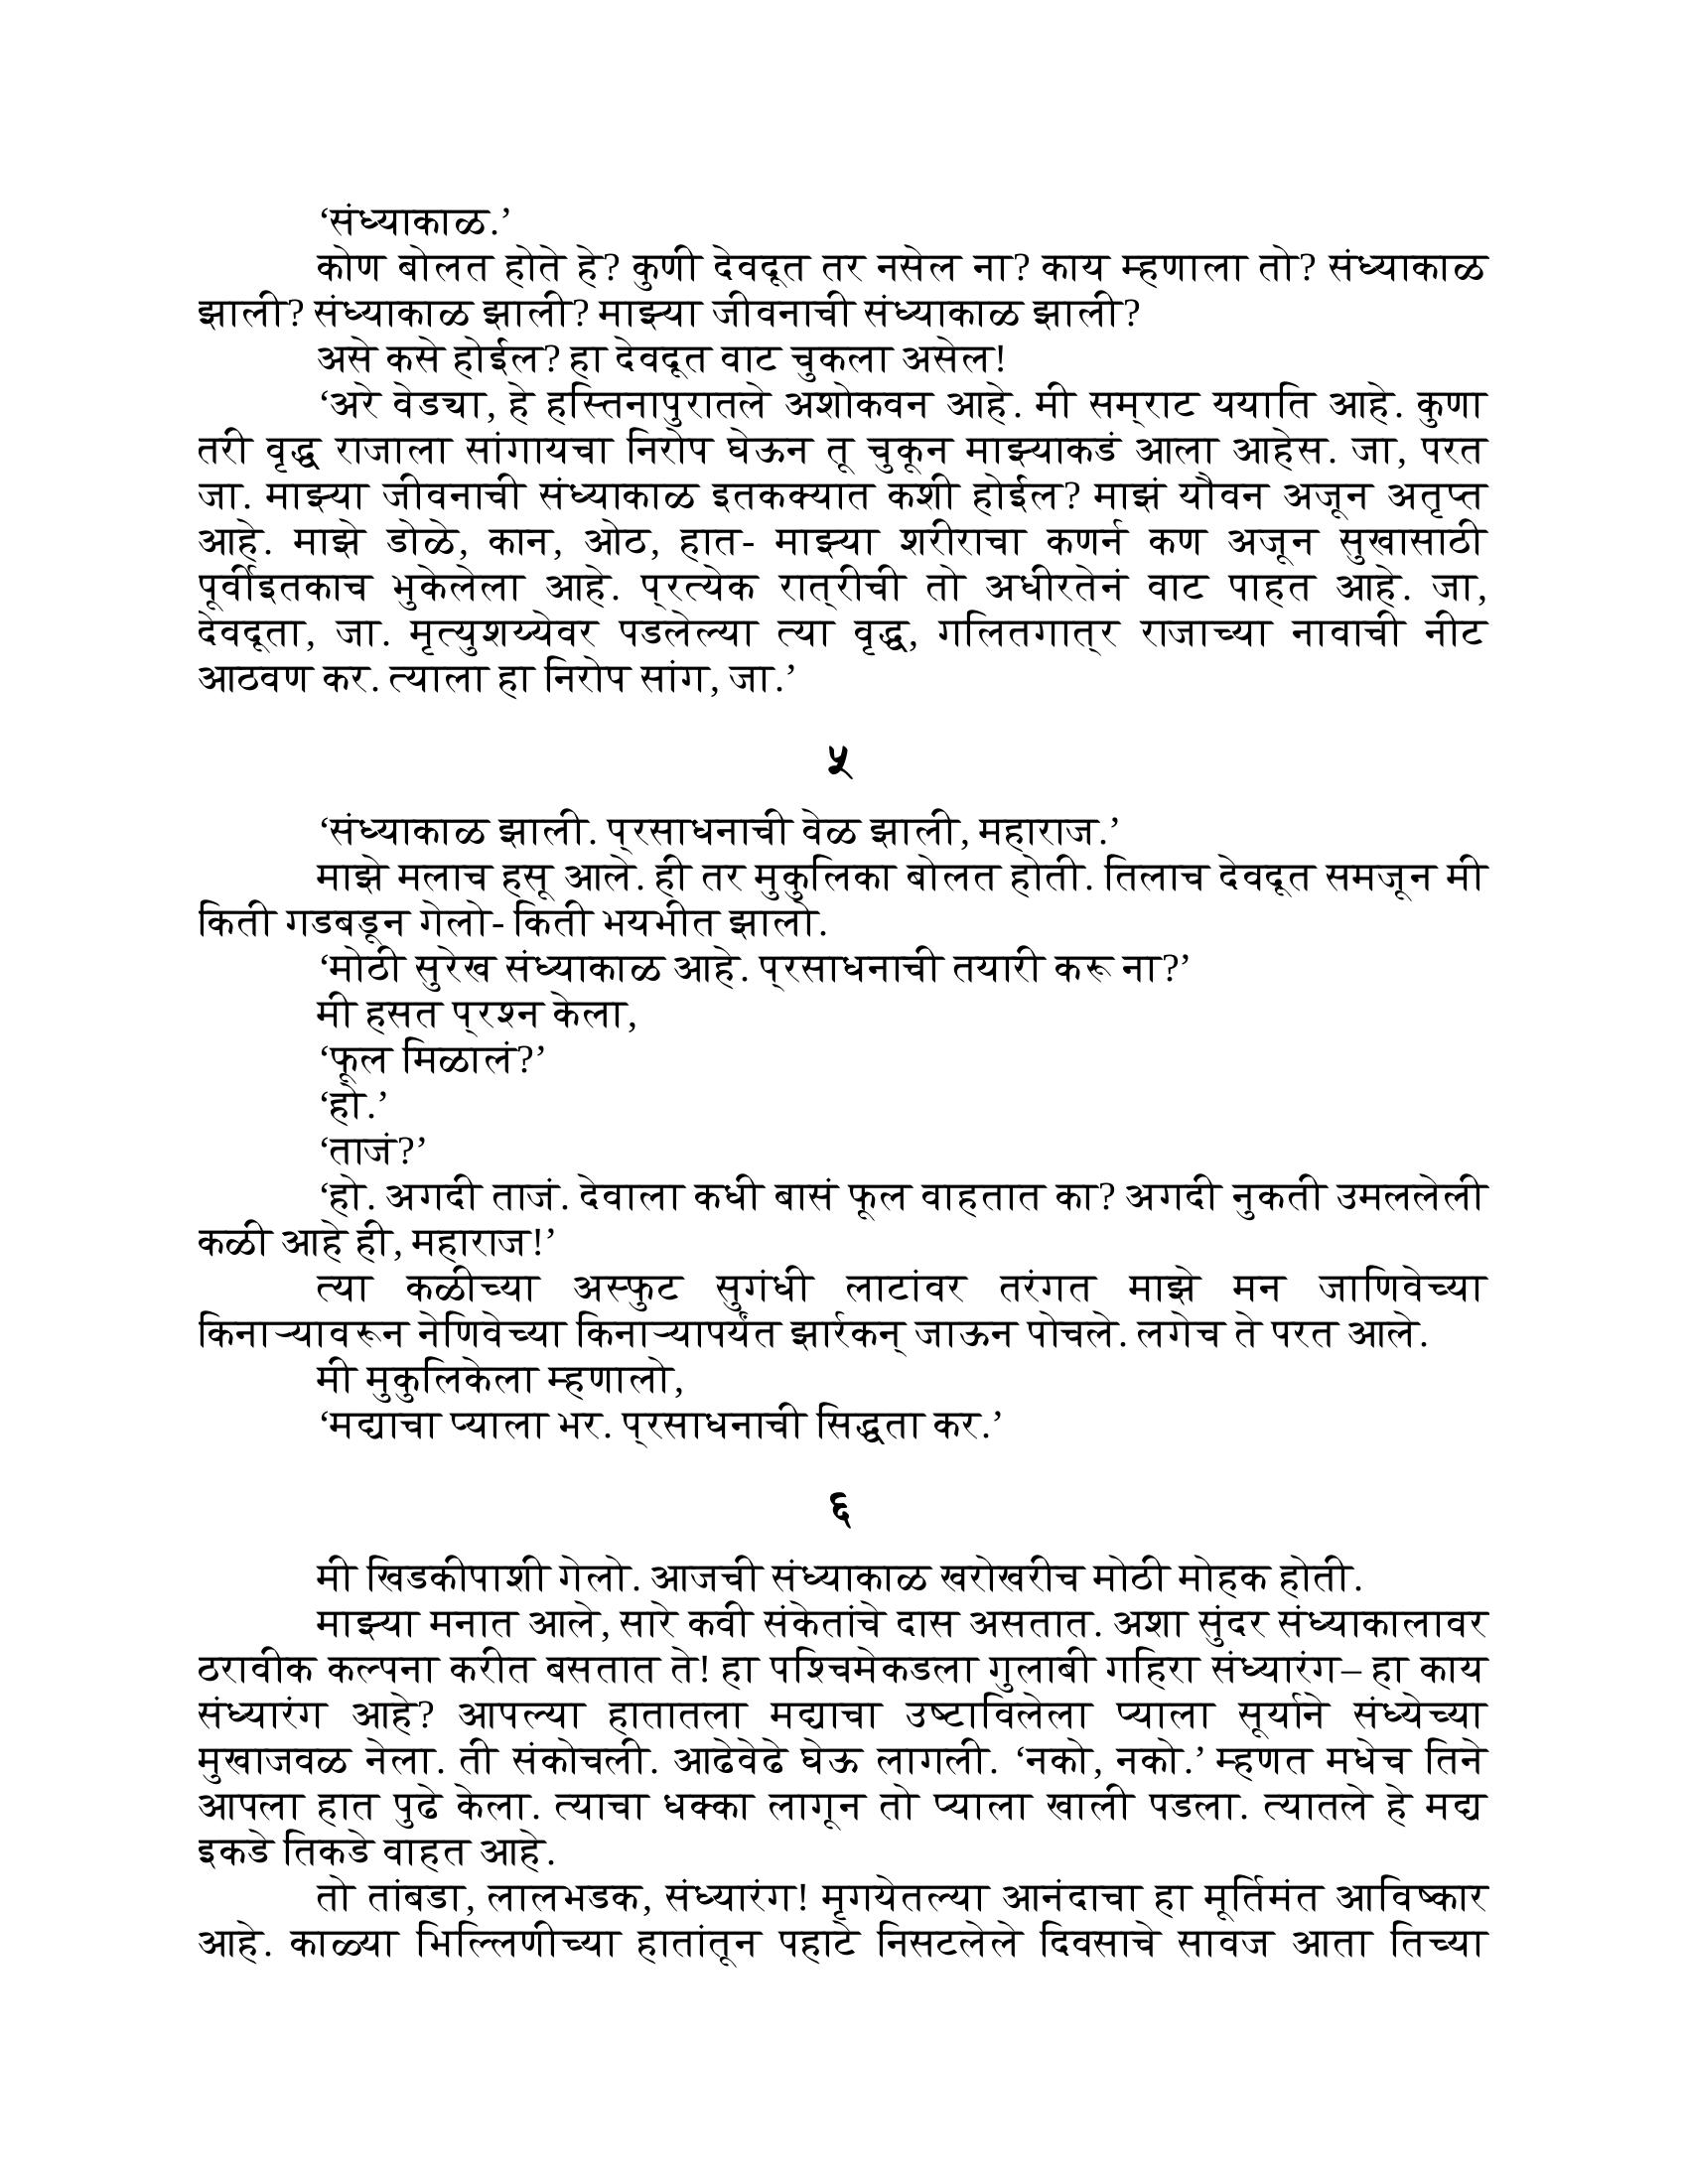 ‘संध्याकाळ.’
कोण बोलत होते हे? कुणी देवदूत तर नसेल ना? काय म्हणाला तो? संध्याकाळ
झाली? संध्याकाळ झाली? माझ्या जीवनाची संध्याकाळ झाली?
असे कसे होईल? हा देवदूत वाट चुकला असेल!
‘अरे वेड्या, हे हस्तिनापुरातले अशोकवन आहे. मी सम्‌राट ययाति आहे. कुणा
तरी वृद्ध राजाला सांगायचा निरोप घेऊन तू चुकून माझ्याकडं आला आहेस. जा, परत
जा. माझ्या जीवनाची संध्याकाळ इतकक्यात कशी होईल? माझं यौवन अजून अतृप्त
आहे. माझे डोळे, कान, ओठ, हात- माझ्या शरीराचा कणर्न कण अजून सुखासाठी
पूर्वीइतकाच भुकेलेला आहे. प्‌रत्येक रात्‌रीची तो अधीरतेनं वाट पाहत आहे. जा,
देवदूता, जा. मृत्युशय्येवर पडलेल्या त्या वृद्ध, गलितगात्‌र राजाच्या नावाची नीट
आठवण कर. त्याला हा निरोप सांग, जा.’
५
‘संध्याकाळ झाली. प्‌रसाधनाची वेळ झाली, महाराज.’
माझे मलाच हसू आले. ही तर मुकुलिका बोलत होती. तिलाच देवदूत समजून मी
किती गडबडून गेलो- किती भयभीत झालो.
‘मोठी सुरेख संध्याकाळ आहे. प्‌रसाधनाची तयारी करू ना?’
मी हसत प्‌रश्न केला,
‘फूल मिळालं?’
‘हो.’
‘ताजं?’
‘हो. अगदी ताजं. देवाला कधी बासं फूल वाहतात का? अगदी नुकती उमललेली
कळी आहे ही, महाराज!’
त्या कळीच्या अस्फुट सुगंधी लाटांवर तरंगत माझे मन जाणिवेच्या
किनाऱ्यावरून नेणिवेच्या किनाऱ्यापर्यंत झार्रकन् जाऊन पोचले. लगेच ते परत आले.
मी मुकुलिकेला म्हणालो,
‘मद्याचा प्याला भर. प्‌रसाधनाची सिद्धता कर.’
६
मी खिडकीपाशी गेलो. आजची संध्याकाळ खरोखरीच मोठी मोहक होती.
माझ्या मनात आले, सारे कवी संकेतांचे दास असतात. अशा सुंदर संध्याकालावर
ठरावीक कल्पना करीत बसतात ते! हा पश्चिमेकडला गुलाबी गहिरा संध्यारंग– हा काय
संध्यारंग आहे? आपल्या हातातला मद्याचा उष्टाविलेला प्याला सूर्याने संध्येच्या
मुखाजवळ नेला. ती संकोचली. आढेवेढे घेऊ लागली. ‘नको, नको.’ म्हणत मधेच तिने
आपला हात पुढे केला. त्याचा धक्का लागून तो प्याला खाली पडला. त्यातले हे मद्य
इकडे तिकडे वाहत आहे.
तो तांबडा, लालभडक, संध्यारंग! मृगयेतल्या आनंदाचा हा मूर्तिमंत आविष्कार
आहे. काळ्या भिल्लिणीच्या हातांतून पहाटे निसटलेले दिवसाचे सावज आता तिच्या